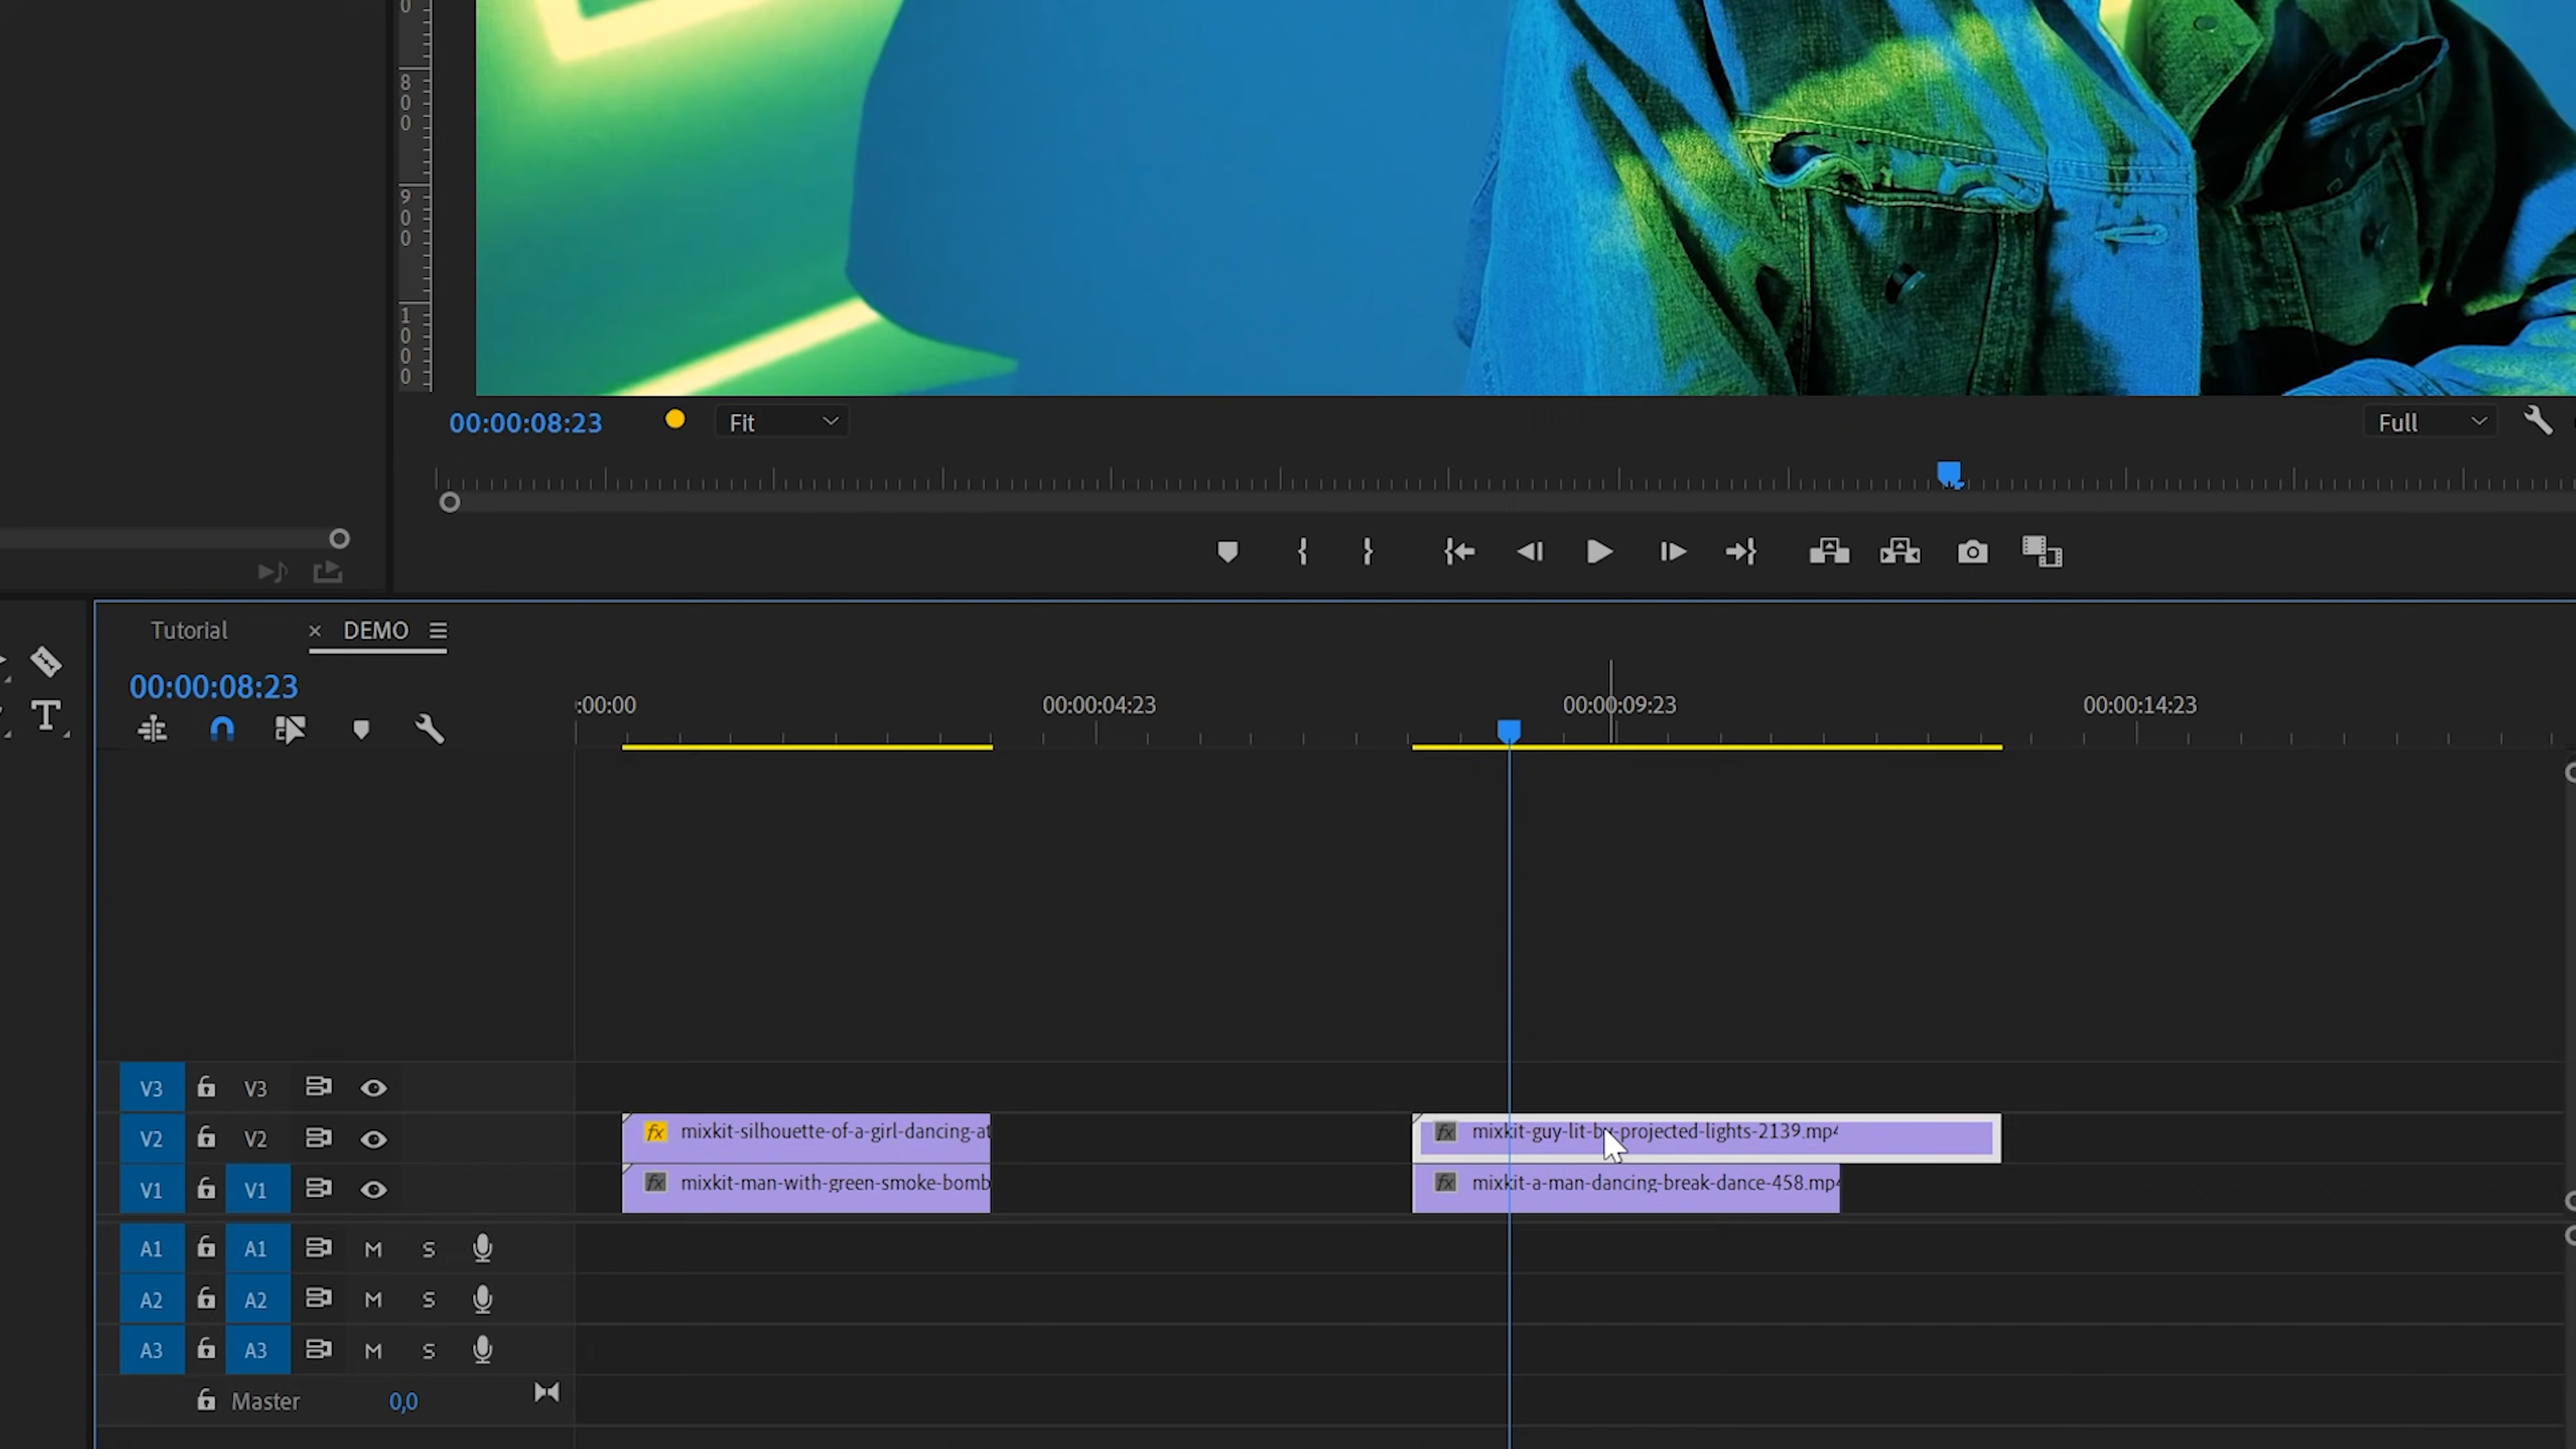 0
800
900
1000
00:00:08:23
Fit
Full
Tutorial
× DEMO
00:00:08:23
:00:00
00:00:04:23
00:00:09:23
00:00:14:23
T
V3 V3
V2 V2
fx mixkit-silhouette-of-a-girl-dancing-at
fx mixkit-guy-lit-by-projected-lights-2139.mp4
V1 V1
fx mixkit-man-with-green-smoke-bomb
fx mixkit-a-man-dancing-break-dance-458.mp4
A1 A1 M S
A2 A2 M S
A3 A3 M S
Master 0,0